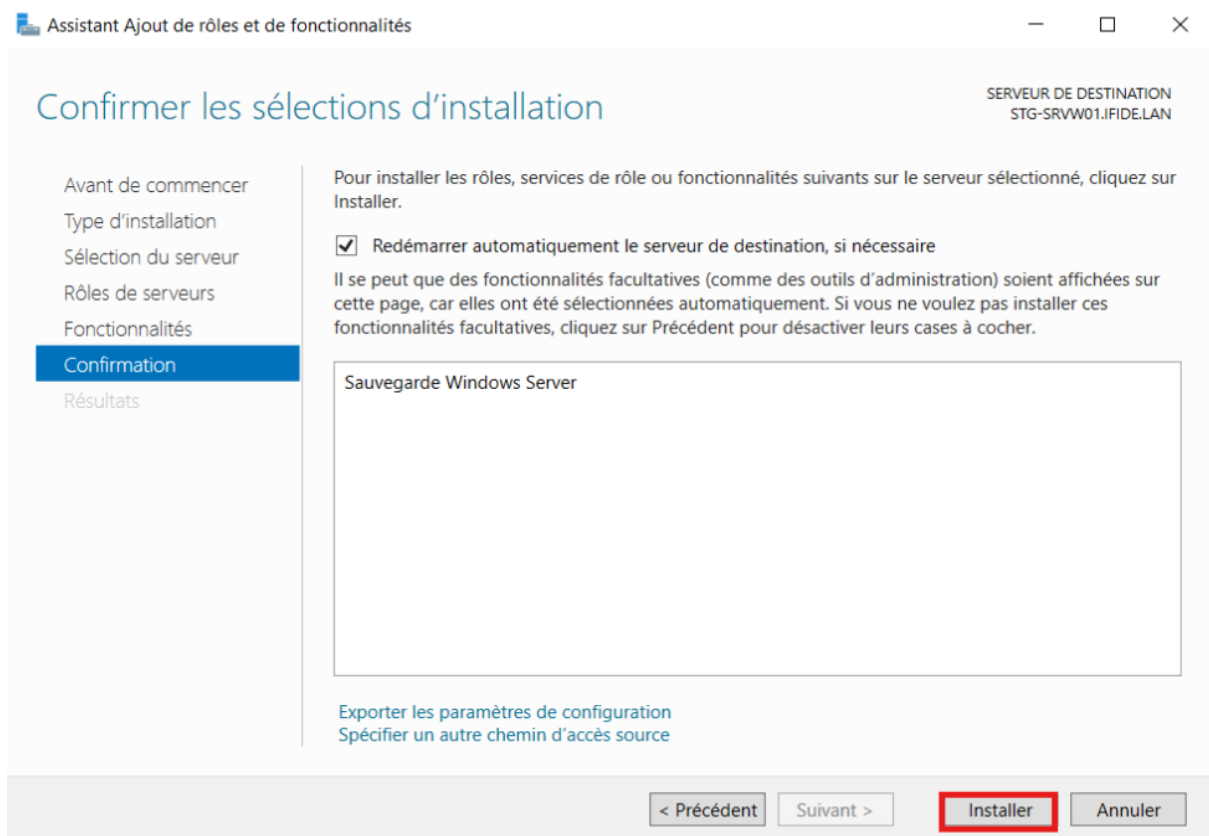 Assistant Ajout de rôles et de fonctionnalités
Confirmer les sélections d'installation
SERVEUR DE DESTINATION
STG-SRVW01.IFIDE.LAN
Avant de commencer
Type d'installation
Sélection du serveur
Rôles de serveurs
Fonctionnalités
Confirmation
Résultats
Pour installer les rôles, services de rôle ou fonctionnalités suivants sur le serveur sélectionné, cliquez sur
Installer.
Redémarrer automatiquement le serveur de destination, si nécessaire
Il se peut que des fonctionnalités facultatives (comme des outils d'administration) soient affichées sur
cette page, car elles ont été sélectionnées automatiquement. Si vous ne voulez pas installer ces
fonctionnalités facultatives, cliquez sur Précédent pour désactiver leurs cases à cocher.
Sauvegarde Windows Server
Exporter les paramètres de configuration
Spécifier un autre chemin d'accès source
< Précédent
Suivant >
Installer
Annuler